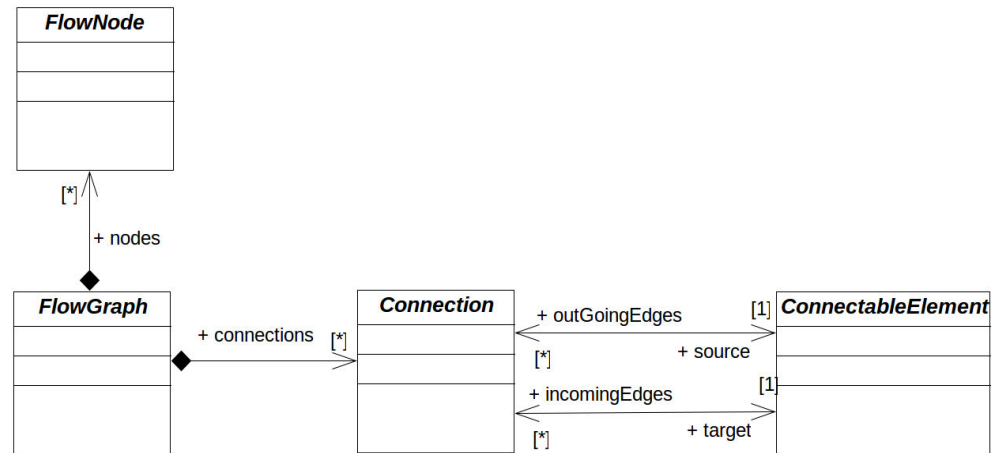 FlowNode
[*]
+ nodes
FlowGraph
+ connections
[*]
Connection
+ outGoingEdges
[1]
[*]
+ source
+ incomingEdges
[1]
[*]
+ target
ConnectableElement